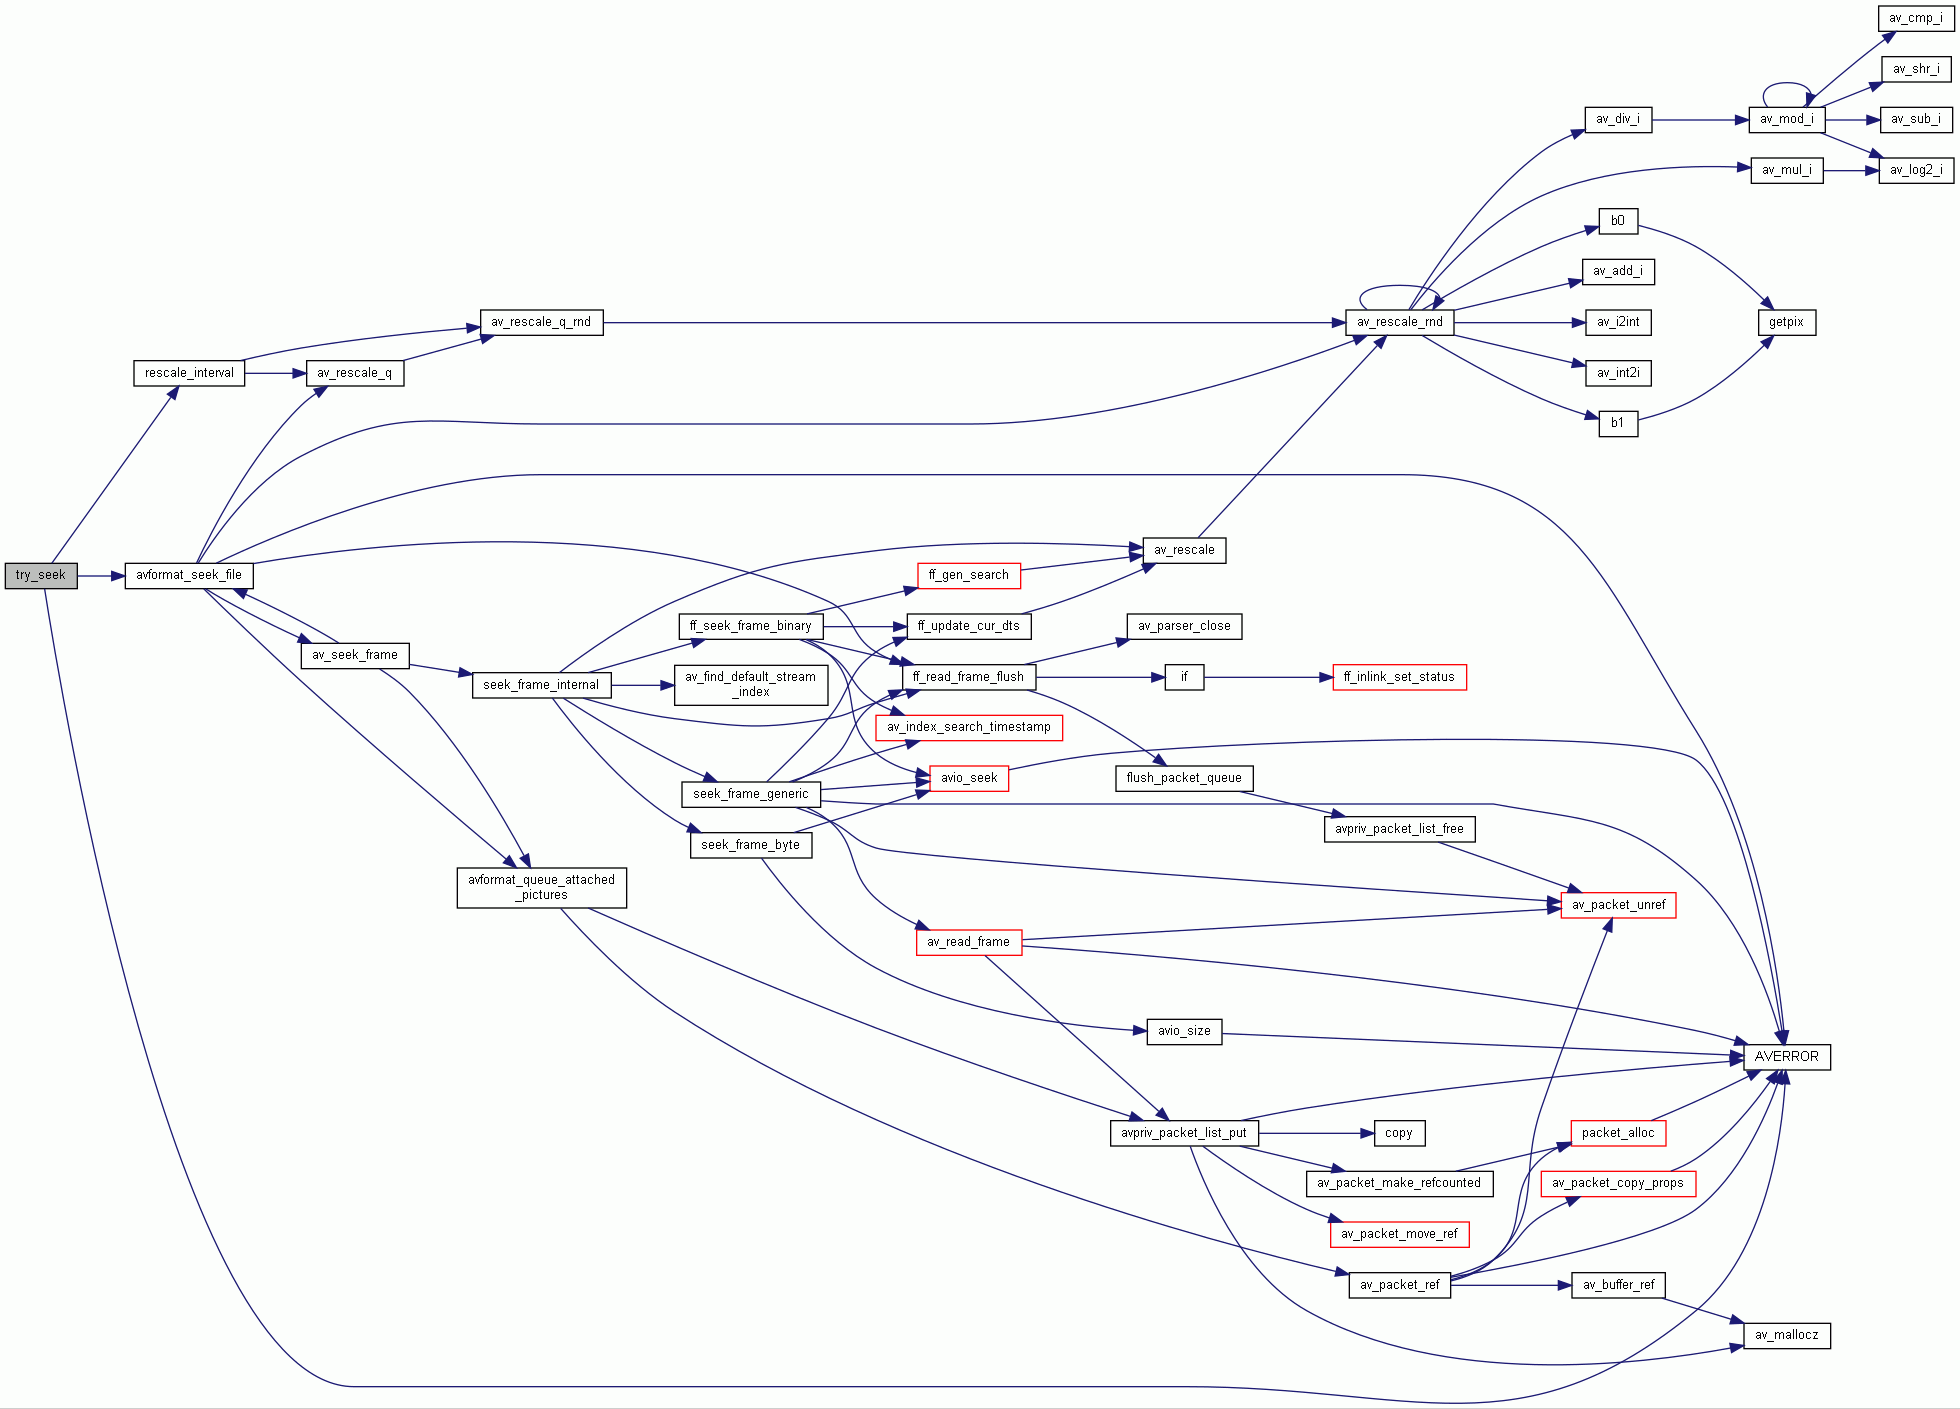 av_cmp_i
av_shr_i
av_div_i
av_mod_i
av_sub_i
av_mul_i
av_log2_i
b0
av_add_i
av_rescale_q_rnd
av_rescale_rnd
av_i2int
getpix
rescale_interval
av_rescale_q
av_int2i
b1
av_rescale
try_seek
avformat_seek_file
ff_gen_search
ff_seek_frame_binary
ff_update_cur_dts
av_parser_close
av_seek_frame
seek_frame_internal
av_find_default_stream
_index
ff_read_frame_flush
if
ff_inlink_set_status
av_index_search_timestamp
avio_seek
flush_packet_queue
seek_frame_generic
avpriv_packet_list_free
seek_frame_byte
avformat_queue_attached
_pictures
av_packet_unref
av_read_frame
avio_size
AVERROR
avpriv_packet_list_put
copy
packet_alloc
av_packet_make_refcounted
av_packet_copy_props
av_packet_move_ref
av_packet_ref
av_buffer_ref
av_mallocz